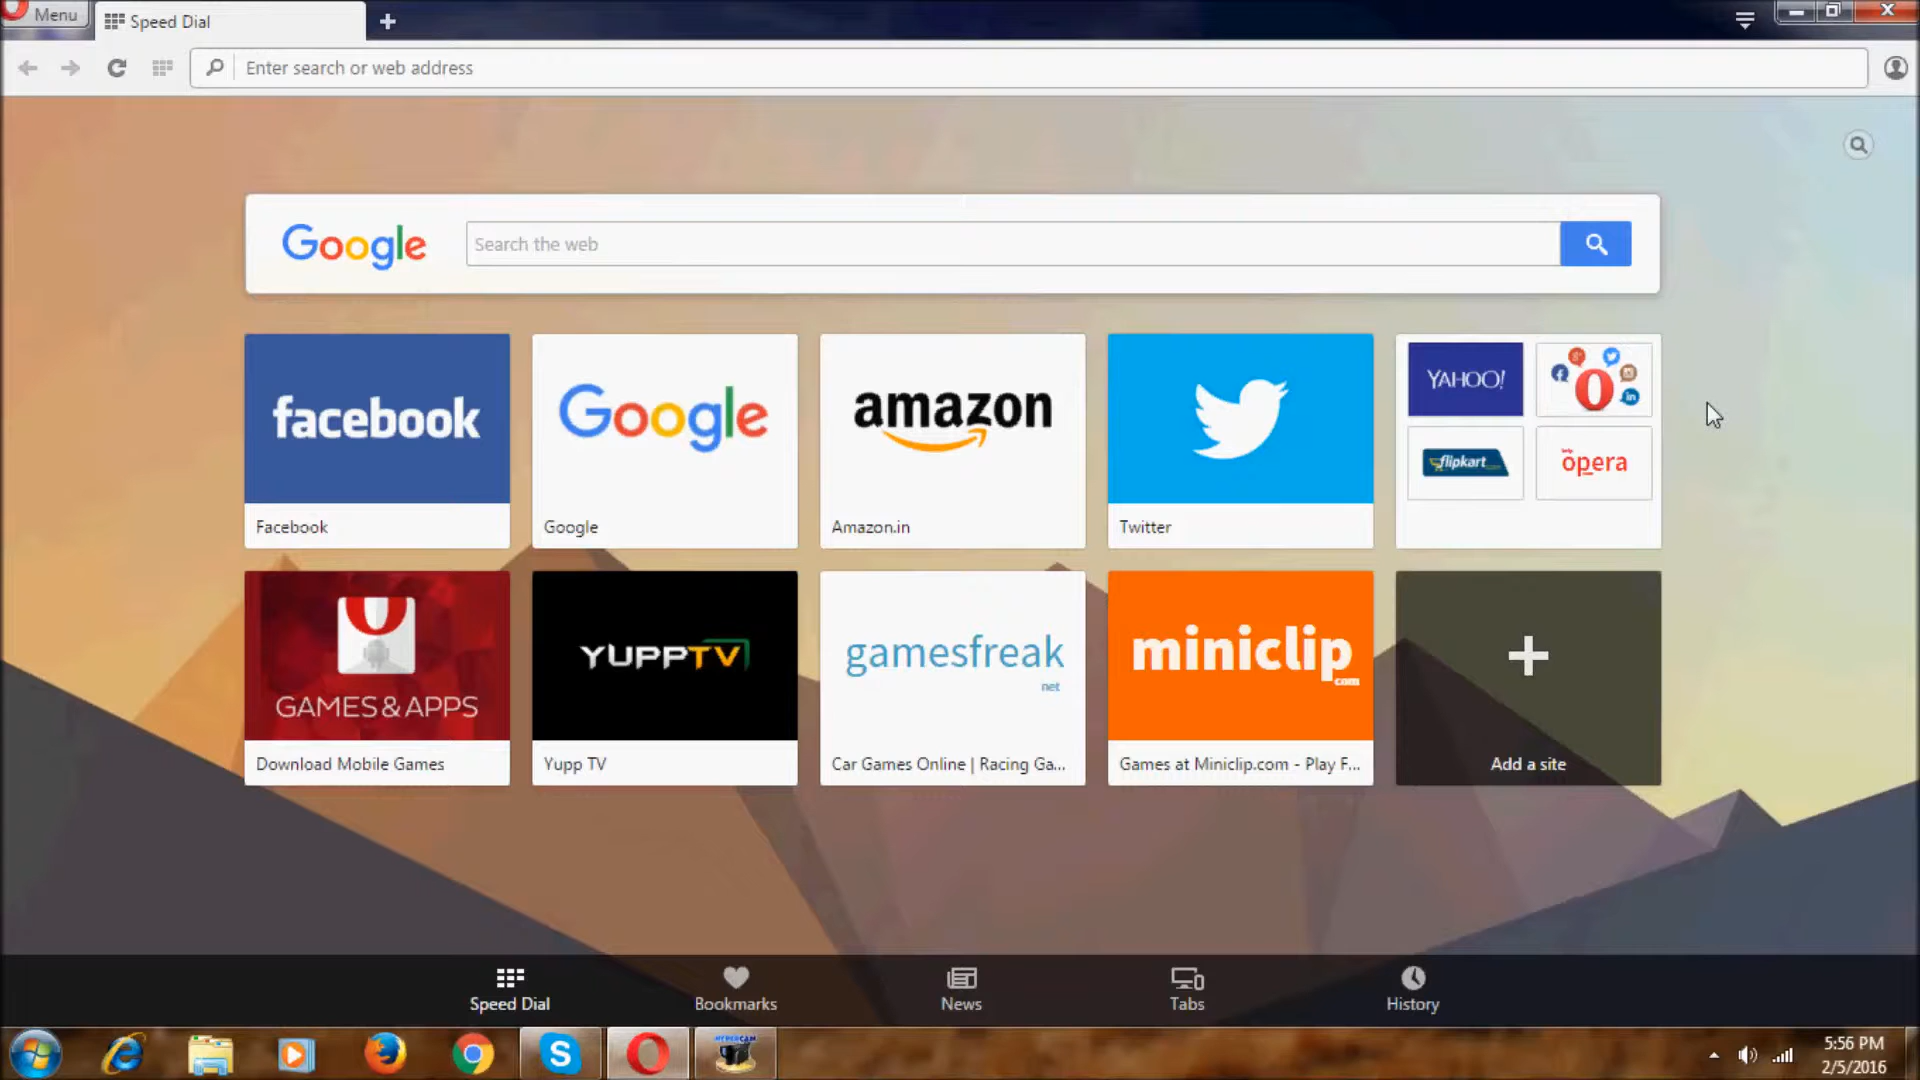 Menu
Speed Dial
Enter search or web address
Google
Search the web
facebook
Google
amazon
YAHOO!
in
flipkart
opera
Facebook
Google
Amazon.in
Twitter
GAMES & APPS
YUPPTV
gamesfreak
net
miniclip
com
Download Mobile Games
Yupp TV
Car Games Online | Racing Ga...
Games at Miniclip.com - Play F...
Add a site
Speed Dial
Bookmarks
News
Tabs
History
HYPERCAM
5:56 PM
2/5/2016